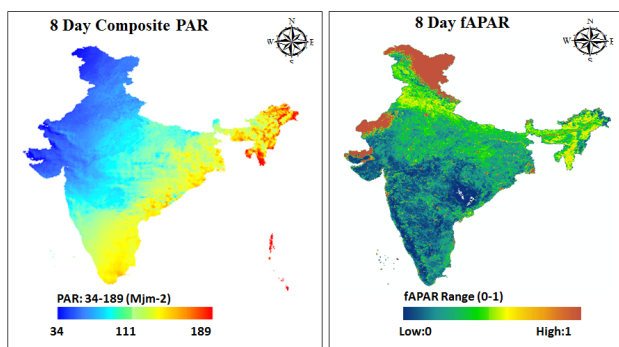 8 Day Composite PAR
N
W
E
S
PAR: 34-189 (Mjm-2)
34
111
189
8 Day fAPAR
N
W
E
S
fAPAR Range (0-1)
Low:0
High:1